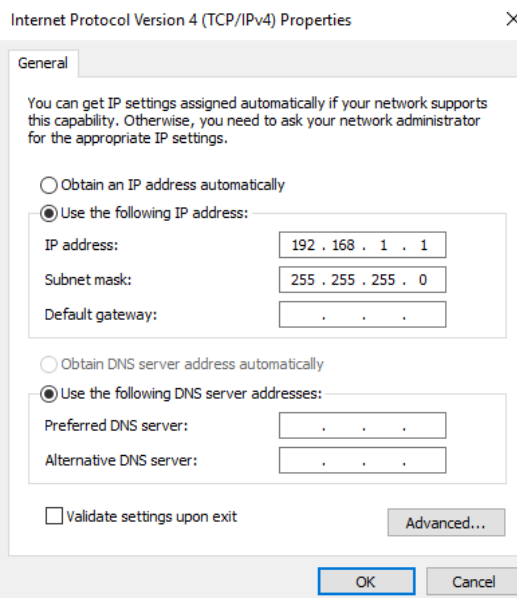 Internet Protocol Version 4 (TCP/IPv4) Properties
General
You can get IP settings assigned automatically if your network supports
this capability. Otherwise, you need to ask your network administrator
for the appropriate IP settings.
Obtain an IP address automatically
Use the following IP address:
IP address: 192 . 168 . 1 . 1
Subnet mask: 255 . 255 . 255 . 0
Default gateway: . . .
Obtain DNS server address automatically
Use the following DNS server addresses:
Preferred DNS server: . . .
Alternative DNS server: . . .
Validate settings upon exit
Advanced...
OK Cancel